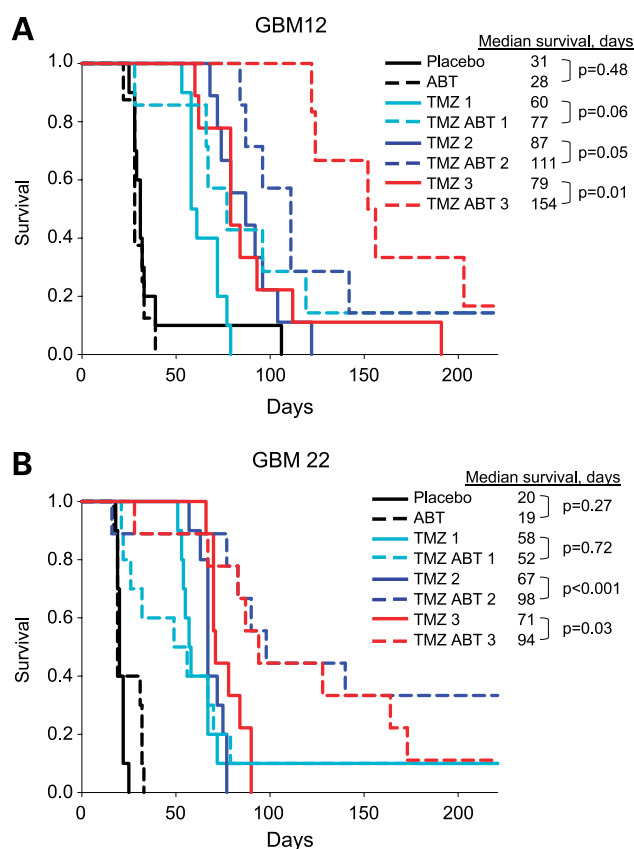 A
GBM12
Median survival, days
Placebo 31
ABT 28
p=0.48
TMZ 1 60
TMZ ABT 1 77
p=0.06
TMZ 2 87
TMZ ABT 2 111
p=0.05
TMZ 3 79
TMZ ABT 3 154
p=0.01
Survival
1.0
0.8
0.6
0.4
0.2
0.0
0 50 100 150 200
Days
B
GBM 22
Median survival, days
Placebo 20
ABT 19
p=0.27
TMZ 1 58
TMZ ABT 1 52
p=0.72
TMZ 2 67
TMZ ABT 2 98
p<0.001
TMZ 3 71
TMZ ABT 3 94
p=0.03
Survival
1.0
0.8
0.6
0.4
0.2
0.0
0 50 100 150 200
Days